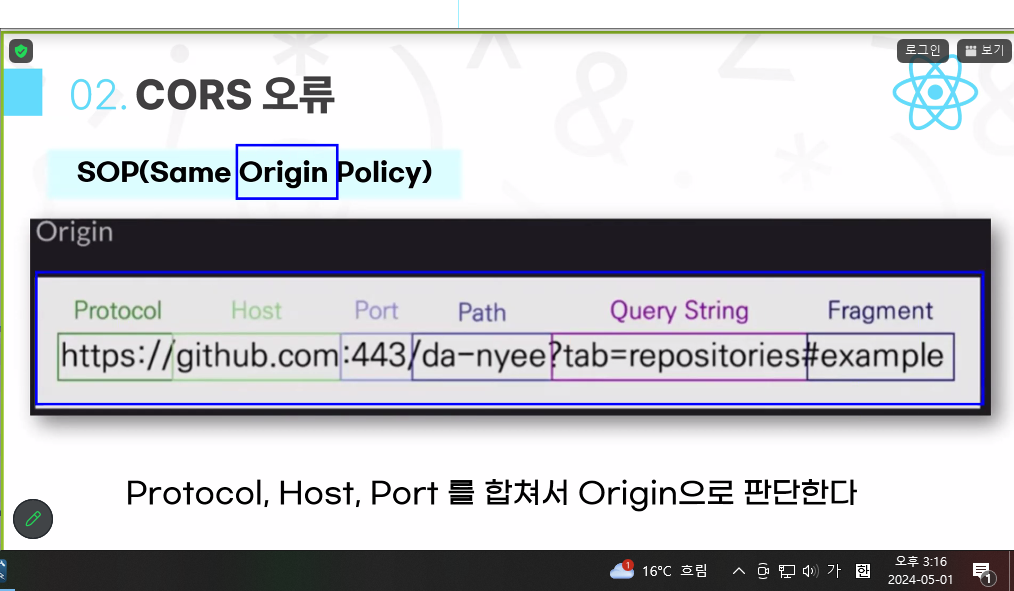 로그인
보기
02. CORS 오류
SOP(Same Origin Policy)
Origin
Protocol Host Port Path Query String Fragment
https://github.com:443/da-nyee?tab=repositories#example
Protocol, Host, Port 를 합쳐서 Origin으로 판단한다
1 16°C 흐림 가 한 오후 3:16
2024-05-01
1